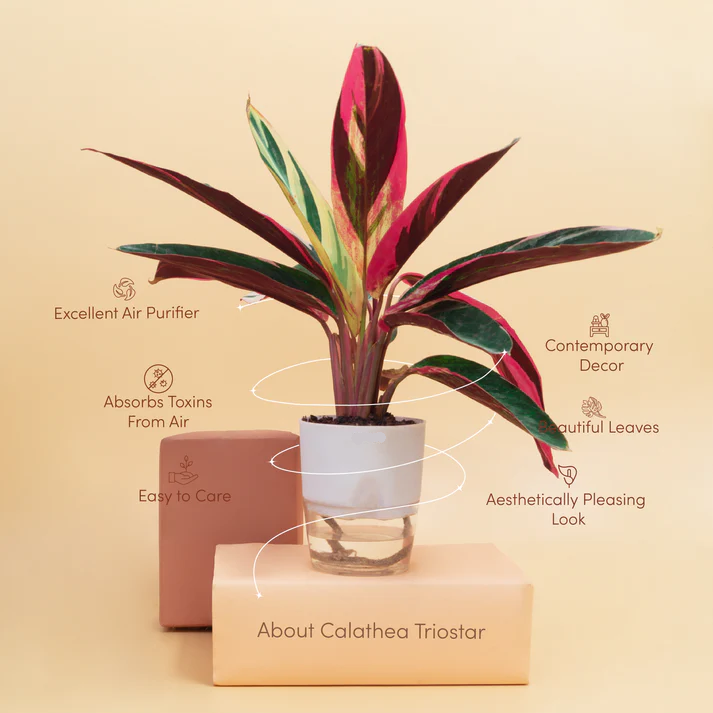 Excellent Air Purifier
Absorbs Toxins
From Air
Easy to Care
Contemporary
Decor
Beautiful Leaves
Aesthetically Pleasing
Look
About Calathea Triostar